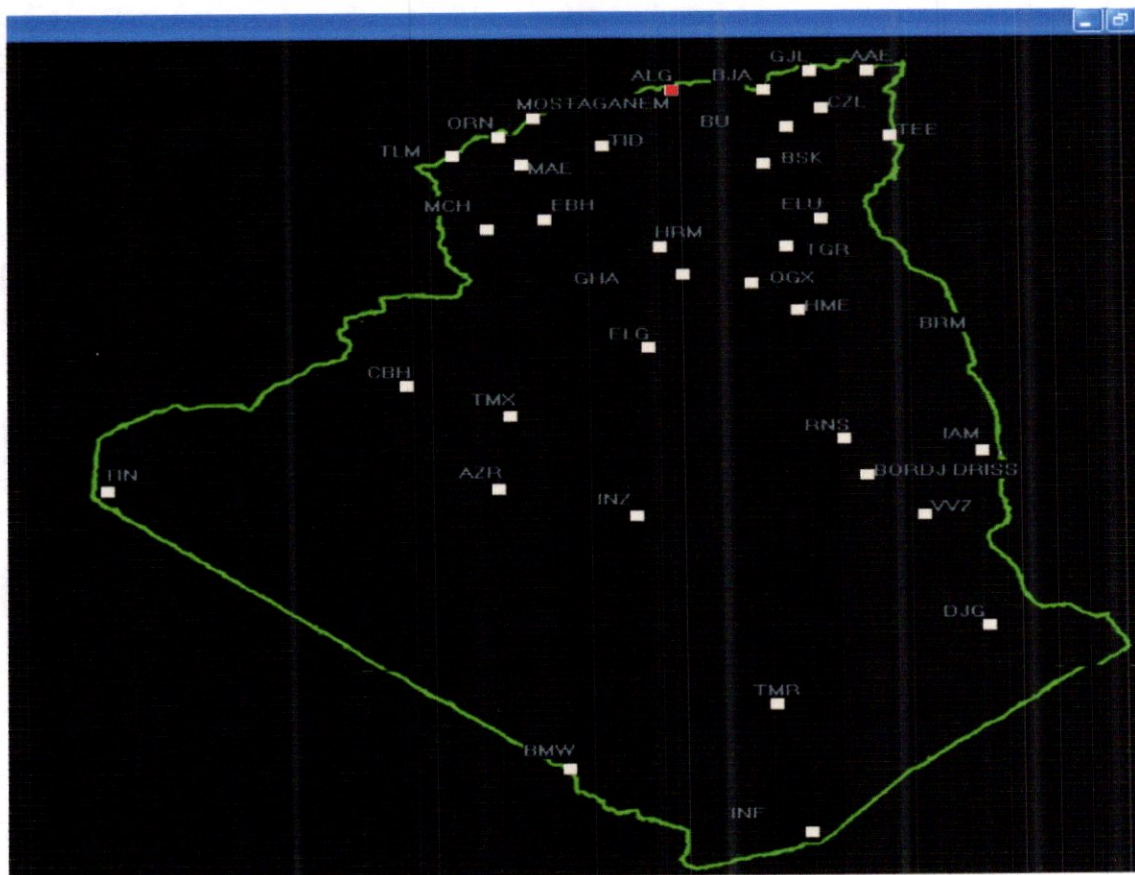 GJL AAE
ALG BJA
MOSTAGANEM CZL
ORN BU TEE
TLM TID
MAE BSK
MCH EBH ELU
HRM TGR
GHA OGX
HME
BRM
ELG
CBH
TMX
RNS IAM
TIN AZR BORDJ DRISS
INZ VVZ
DJG
TMR
BMW
INF